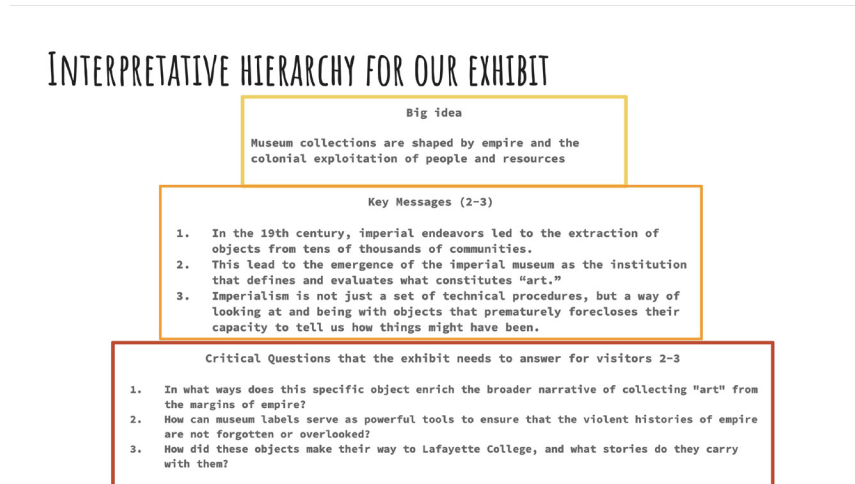 Interpretative hierarchy for our exhibit
Big idea
Museum collections are shaped by empire and the
colonial exploitation of people and resources
Key Messages (2-3)
1. In the 19th century, imperial endeavors led to the extraction of
objects from tens of thousands of communities.
2. This lead to the emergence of the imperial museum as the institution
that defines and evaluates what constitutes “art.”
3. Imperialism is not just a set of technical procedures, but a way of
looking at and being with objects that prematurely forecloses their
capacity to tell us how things might have been.
Critical Questions that the exhibit needs to answer for visitors 2-3
1. In what ways does this specific object enrich the broader narrative of collecting "art" from
the margins of empire?
2. How can museum labels serve as powerful tools to ensure that the violent histories of empire
are not forgotten or overlooked?
3. How did these objects make their way to Lafayette College, and what stories do they carry
with them?